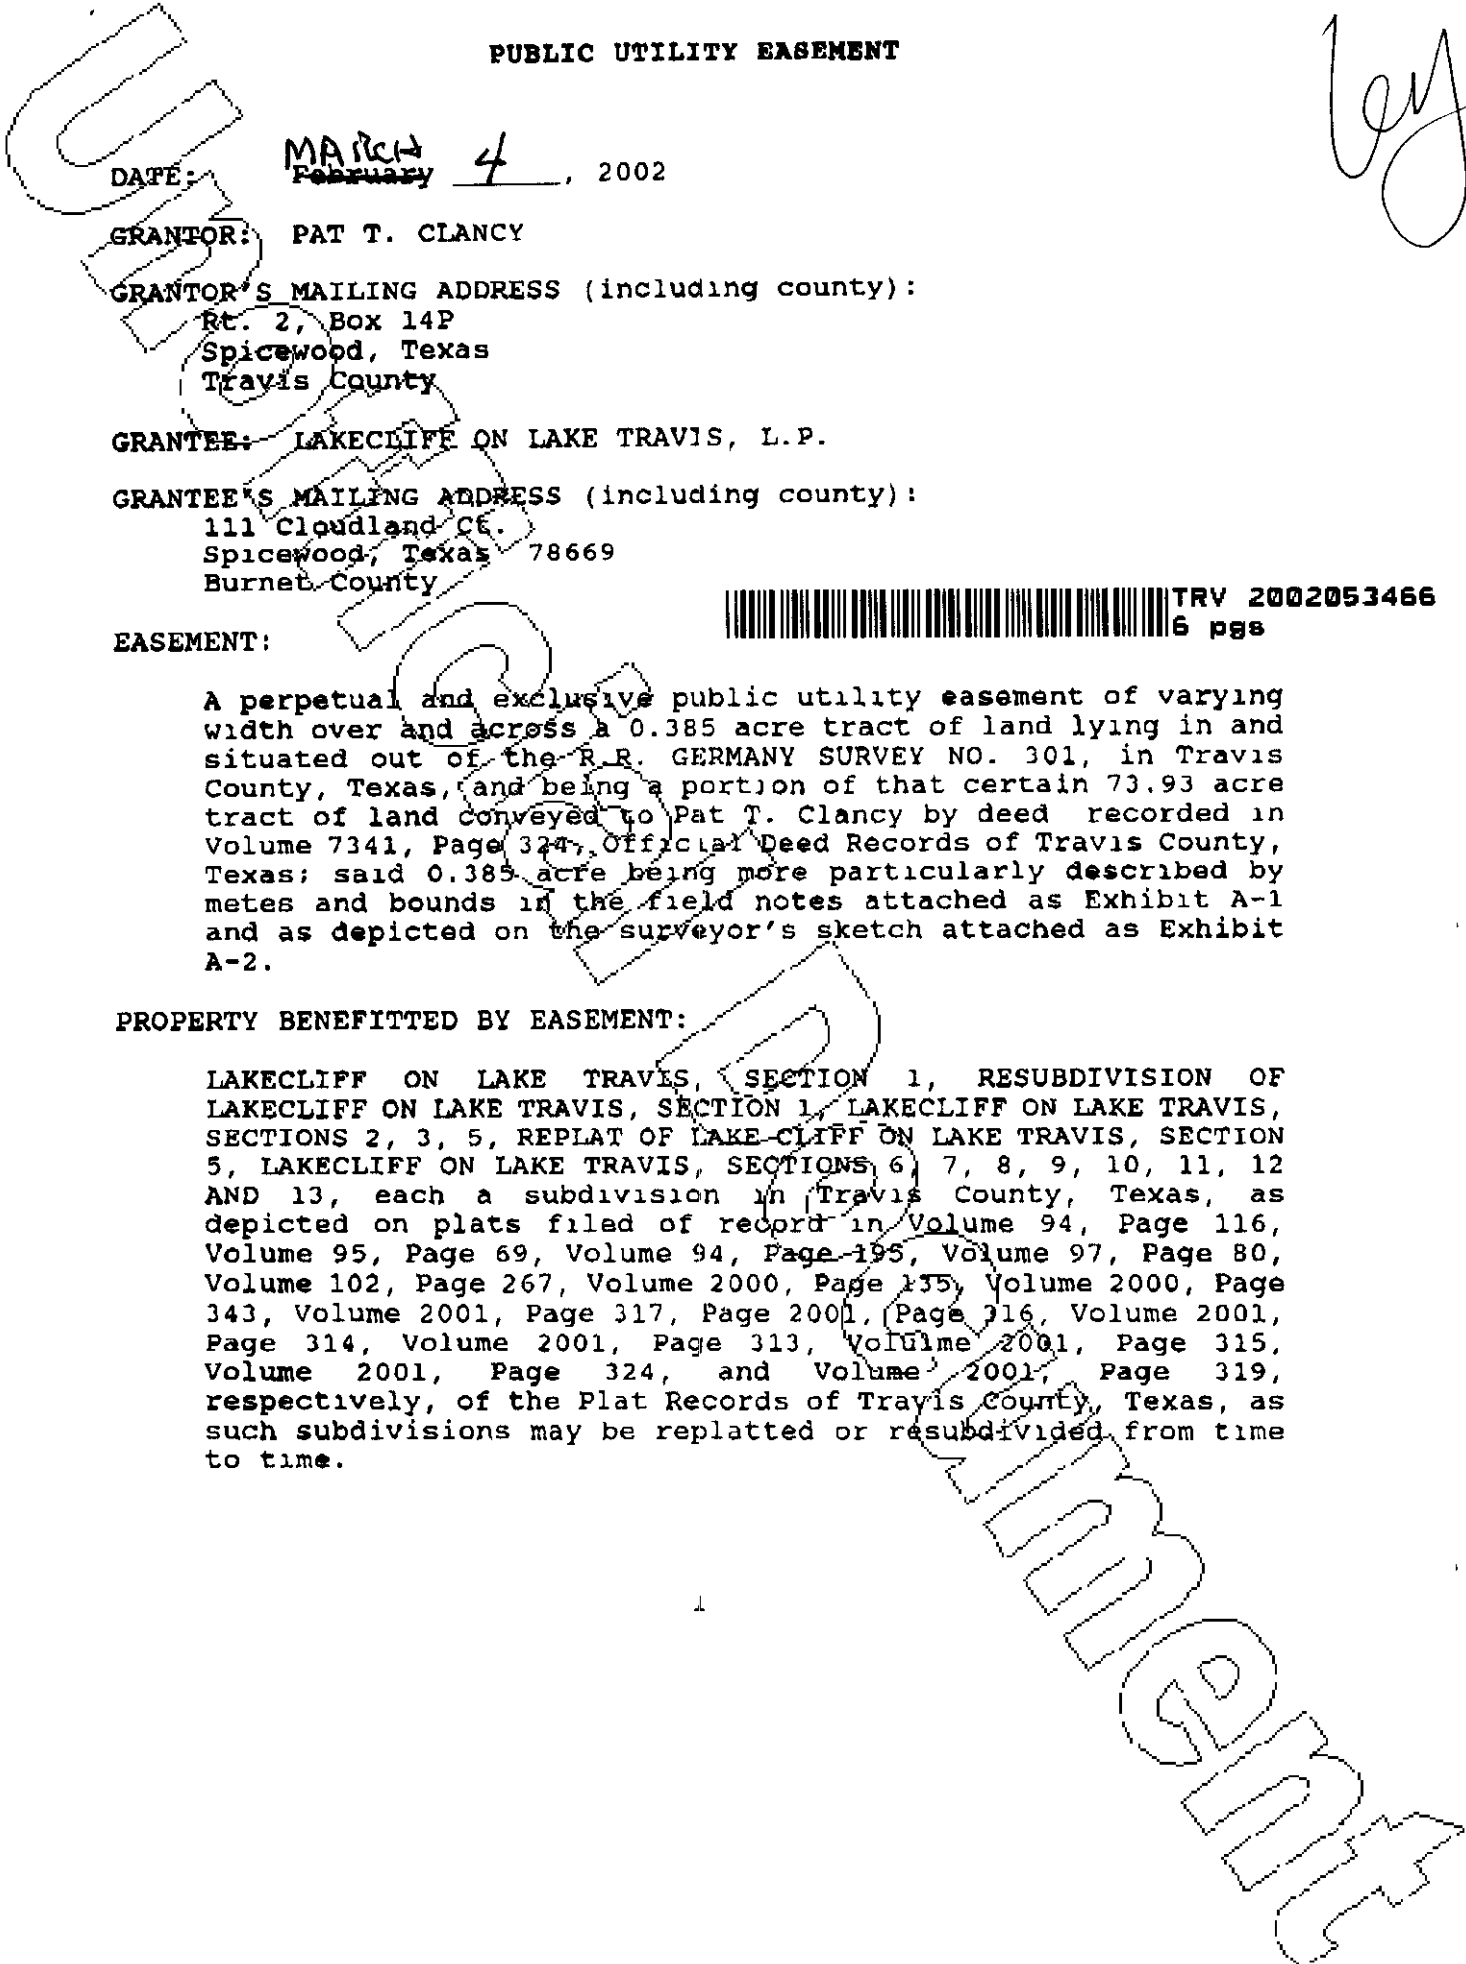 PUBLIC UTILITY EASEMENT
MARCH
DATE: February 4, 2002
GRANTOR: PAT T. CLANCY
GRANTOR'S MAILING ADDRESS (including county):
Rt. 2, Box 14P
Spicewood, Texas
Travis County
GRANTEE: LAKECLIFF ON LAKE TRAVIS, L.P.
GRANTEE'S MAILING ADDRESS (including county):
111 Cloudland Ct.
Spicewood, Texas 78669
Burnet County
TRV 2002053466
6 pgs
EASEMENT:
A perpetual and exclusive public utility easement of varying
width over and across a 0.385 acre tract of land lying in and
situated out of the R.R. GERMANY SURVEY NO. 301, in Travis
County, Texas, and being a portion of that certain 73.93 acre
tract of land conveyed to Pat T. Clancy by deed recorded in
Volume 7341, Page 324, Official Deed Records of Travis County,
Texas; said 0.385 acre being more particularly described by
metes and bounds in the field notes attached as Exhibit A-1
and as depicted on the surveyor's sketch attached as Exhibit
A-2.
PROPERTY BENEFITTED BY EASEMENT:
LAKECLIFF ON LAKE TRAVIS, SECTION 1, RESUBDIVISION OF
LAKECLIFF ON LAKE TRAVIS, SECTION 1, LAKECLIFF ON LAKE TRAVIS,
SECTIONS 2, 3, 5, REPLAT OF LAKE CLIFF ON LAKE TRAVIS, SECTION
5, LAKECLIFF ON LAKE TRAVIS, SECTIONS 6, 7, 8, 9, 10, 11, 12
AND 13, each a subdivision in Travis County, Texas, as
depicted on plats filed of record in Volume 94, Page 116,
Volume 95, Page 69, Volume 94, Page 195, Volume 97, Page 80,
Volume 102, Page 267, Volume 2000, Page 135, Volume 2000, Page
343, Volume 2001, Page 317, Page 2001, Page 316, Volume 2001,
Page 314, Volume 2001, Page 313, Volulme 2001, Page 315,
Volume 2001, Page 324, and Volume 2001, Page 319,
respectively, of the Plat Records of Travis County, Texas, as
such subdivisions may be replatted or resubdivided from time
to time.
1
Unofficial Document